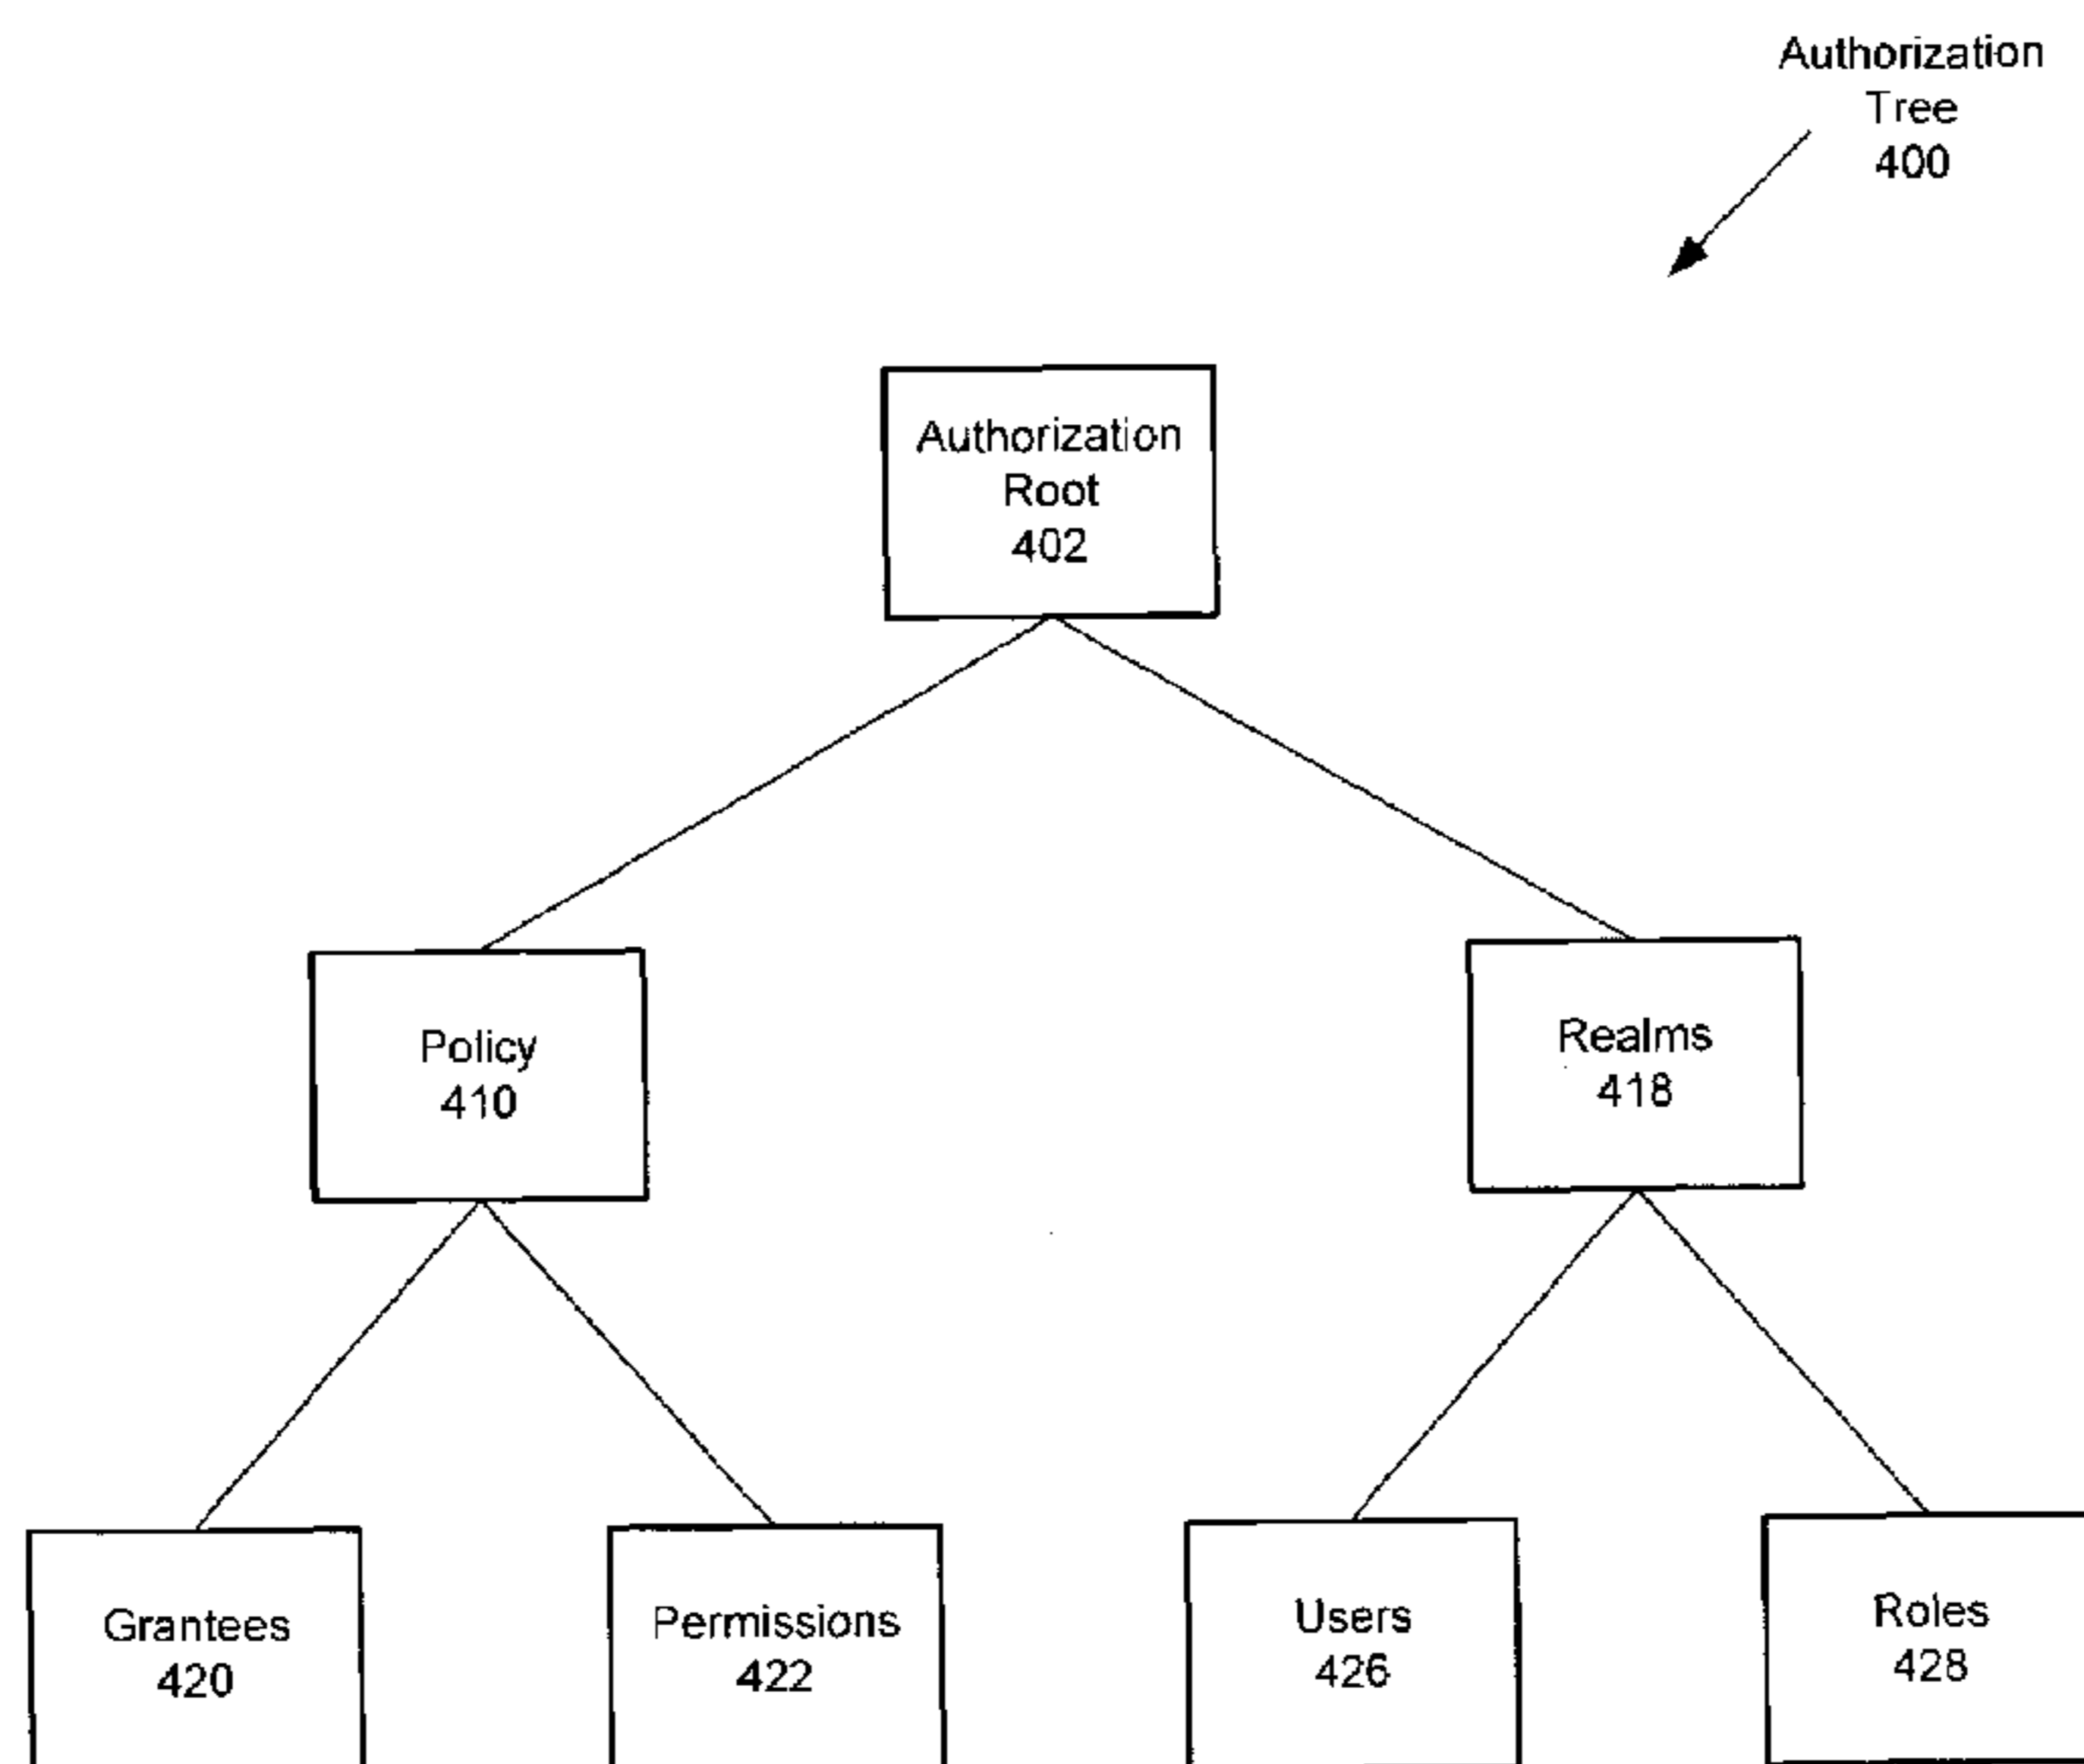 Authorization
Tree
400
Authorization
Root
402
Policy
410
Realms
418
Grantees
420
Permissions
422
Users
426
Roles
428